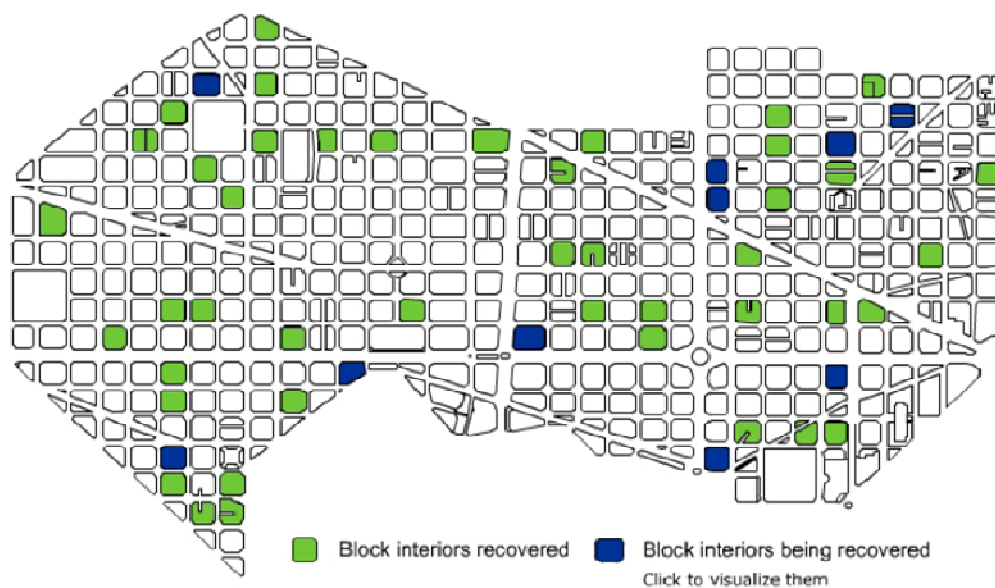 Block interiors recovered
Block interiors being recovered
Click to visualize them